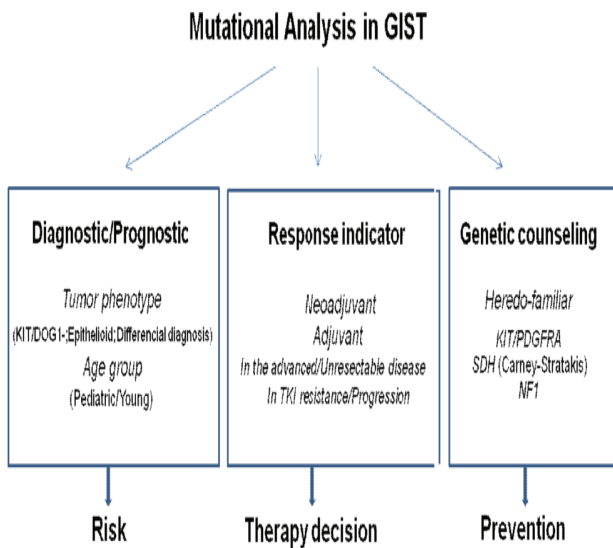 Mutational Analysis in GIST
Diagnostic/Prognostic
Tumor phenotype
(KIT/DOG1-;Epithelioid;Differencial diagnosis)
Age group
(Pediatric/Young)
Risk
Response indicator
Neoadjuvant
Adjuvant
In the advanced/Unresectable disease
In TKI resistance/Progression
Therapy decision
Genetic counseling
Heredo-familiar
KIT/PDGFRA
SDH (Carney-Stratakis)
NF1
Prevention